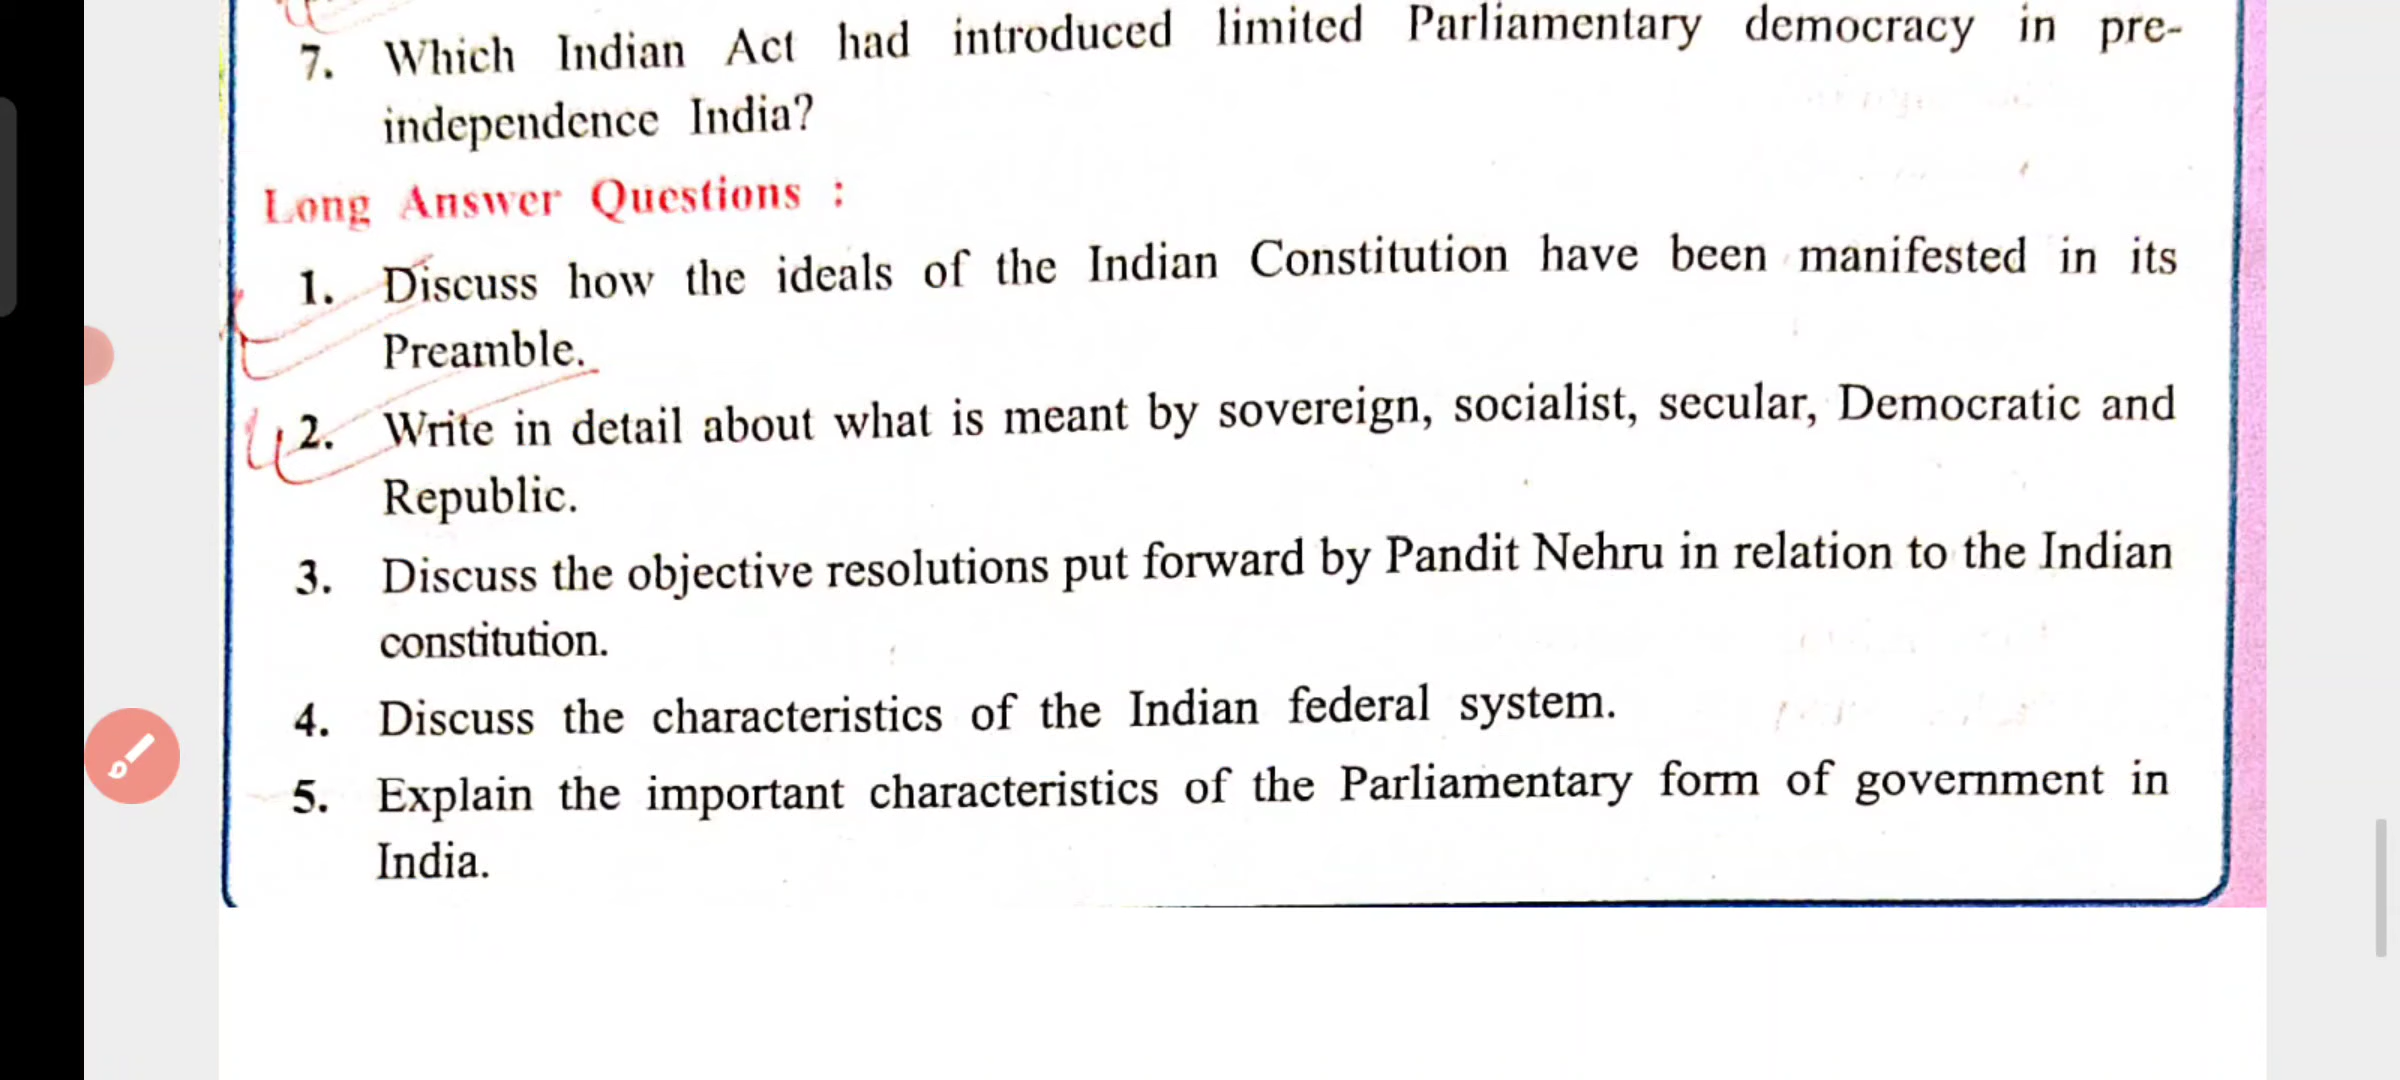 7. Which Indian Act had introduced limited Parliamentary democracy in pre-
independence India?
Long Answer Questions :
1. Discuss how the ideals of the Indian Constitution have been manifested in its
Preamble.
2. Write in detail about what is meant by sovereign, socialist, secular, Democratic and
Republic.
3. Discuss the objective resolutions put forward by Pandit Nehru in relation to the Indian
constitution.
4. Discuss the characteristics of the Indian federal system.
5. Explain the important characteristics of the Parliamentary form of government in
India.